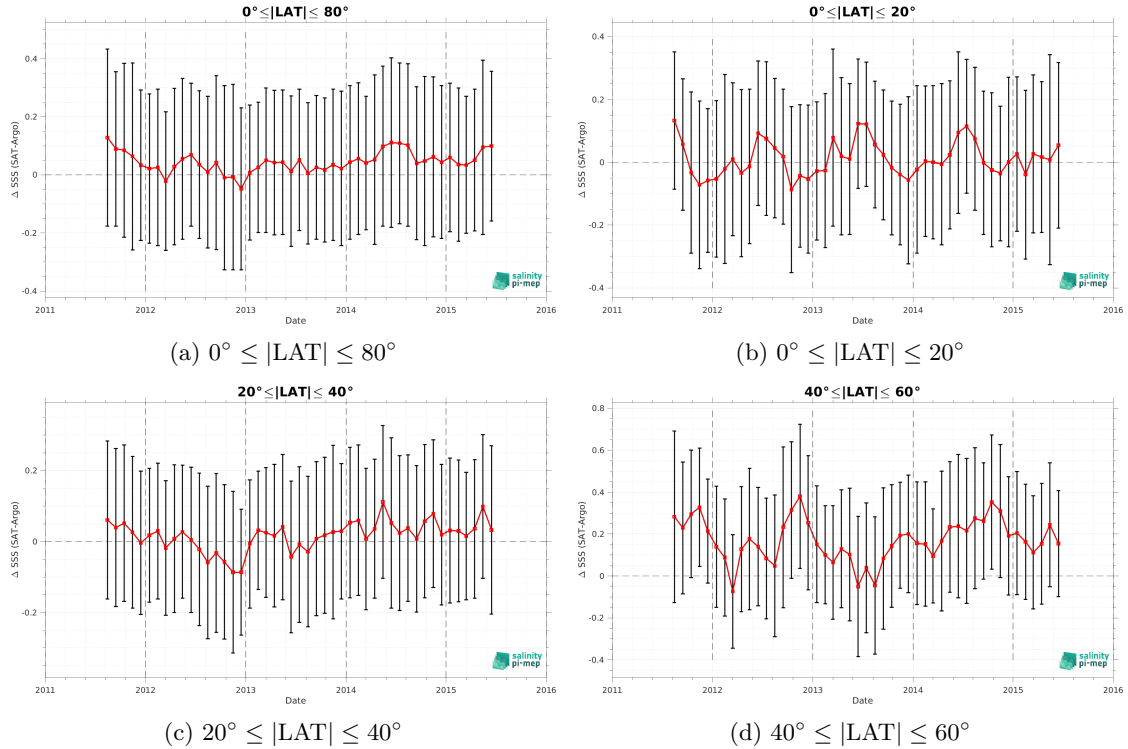 0°≤|LAT|≤ 80°
Δ SSS (SAT-Argo)
0.4
0.2
0
-0.2
-0.4
2011 2012 2013 2014 2015 2016
Date
salinity
pi-mep
(a) 0° ≤ |LAT| ≤ 80°
0°≤|LAT|≤ 20°
Δ SSS (SAT-Argo)
0.4
0.2
0
-0.2
-0.4
2011 2012 2013 2014 2015 2016
Date
salinity
pi-mep
(b) 0° ≤ |LAT| ≤ 20°
20°≤|LAT|≤ 40°
Δ SSS (SAT-Argo)
0.2
0
-0.2
2011 2012 2013 2014 2015 2016
Date
salinity
pi-mep
(c) 20° ≤ |LAT| ≤ 40°
40°≤|LAT|≤ 60°
Δ SSS (SAT-Argo)
0.8
0.6
0.4
0.2
0
-0.2
-0.4
2011 2012 2013 2014 2015 2016
Date
salinity
pi-mep
(d) 40° ≤ |LAT| ≤ 60°